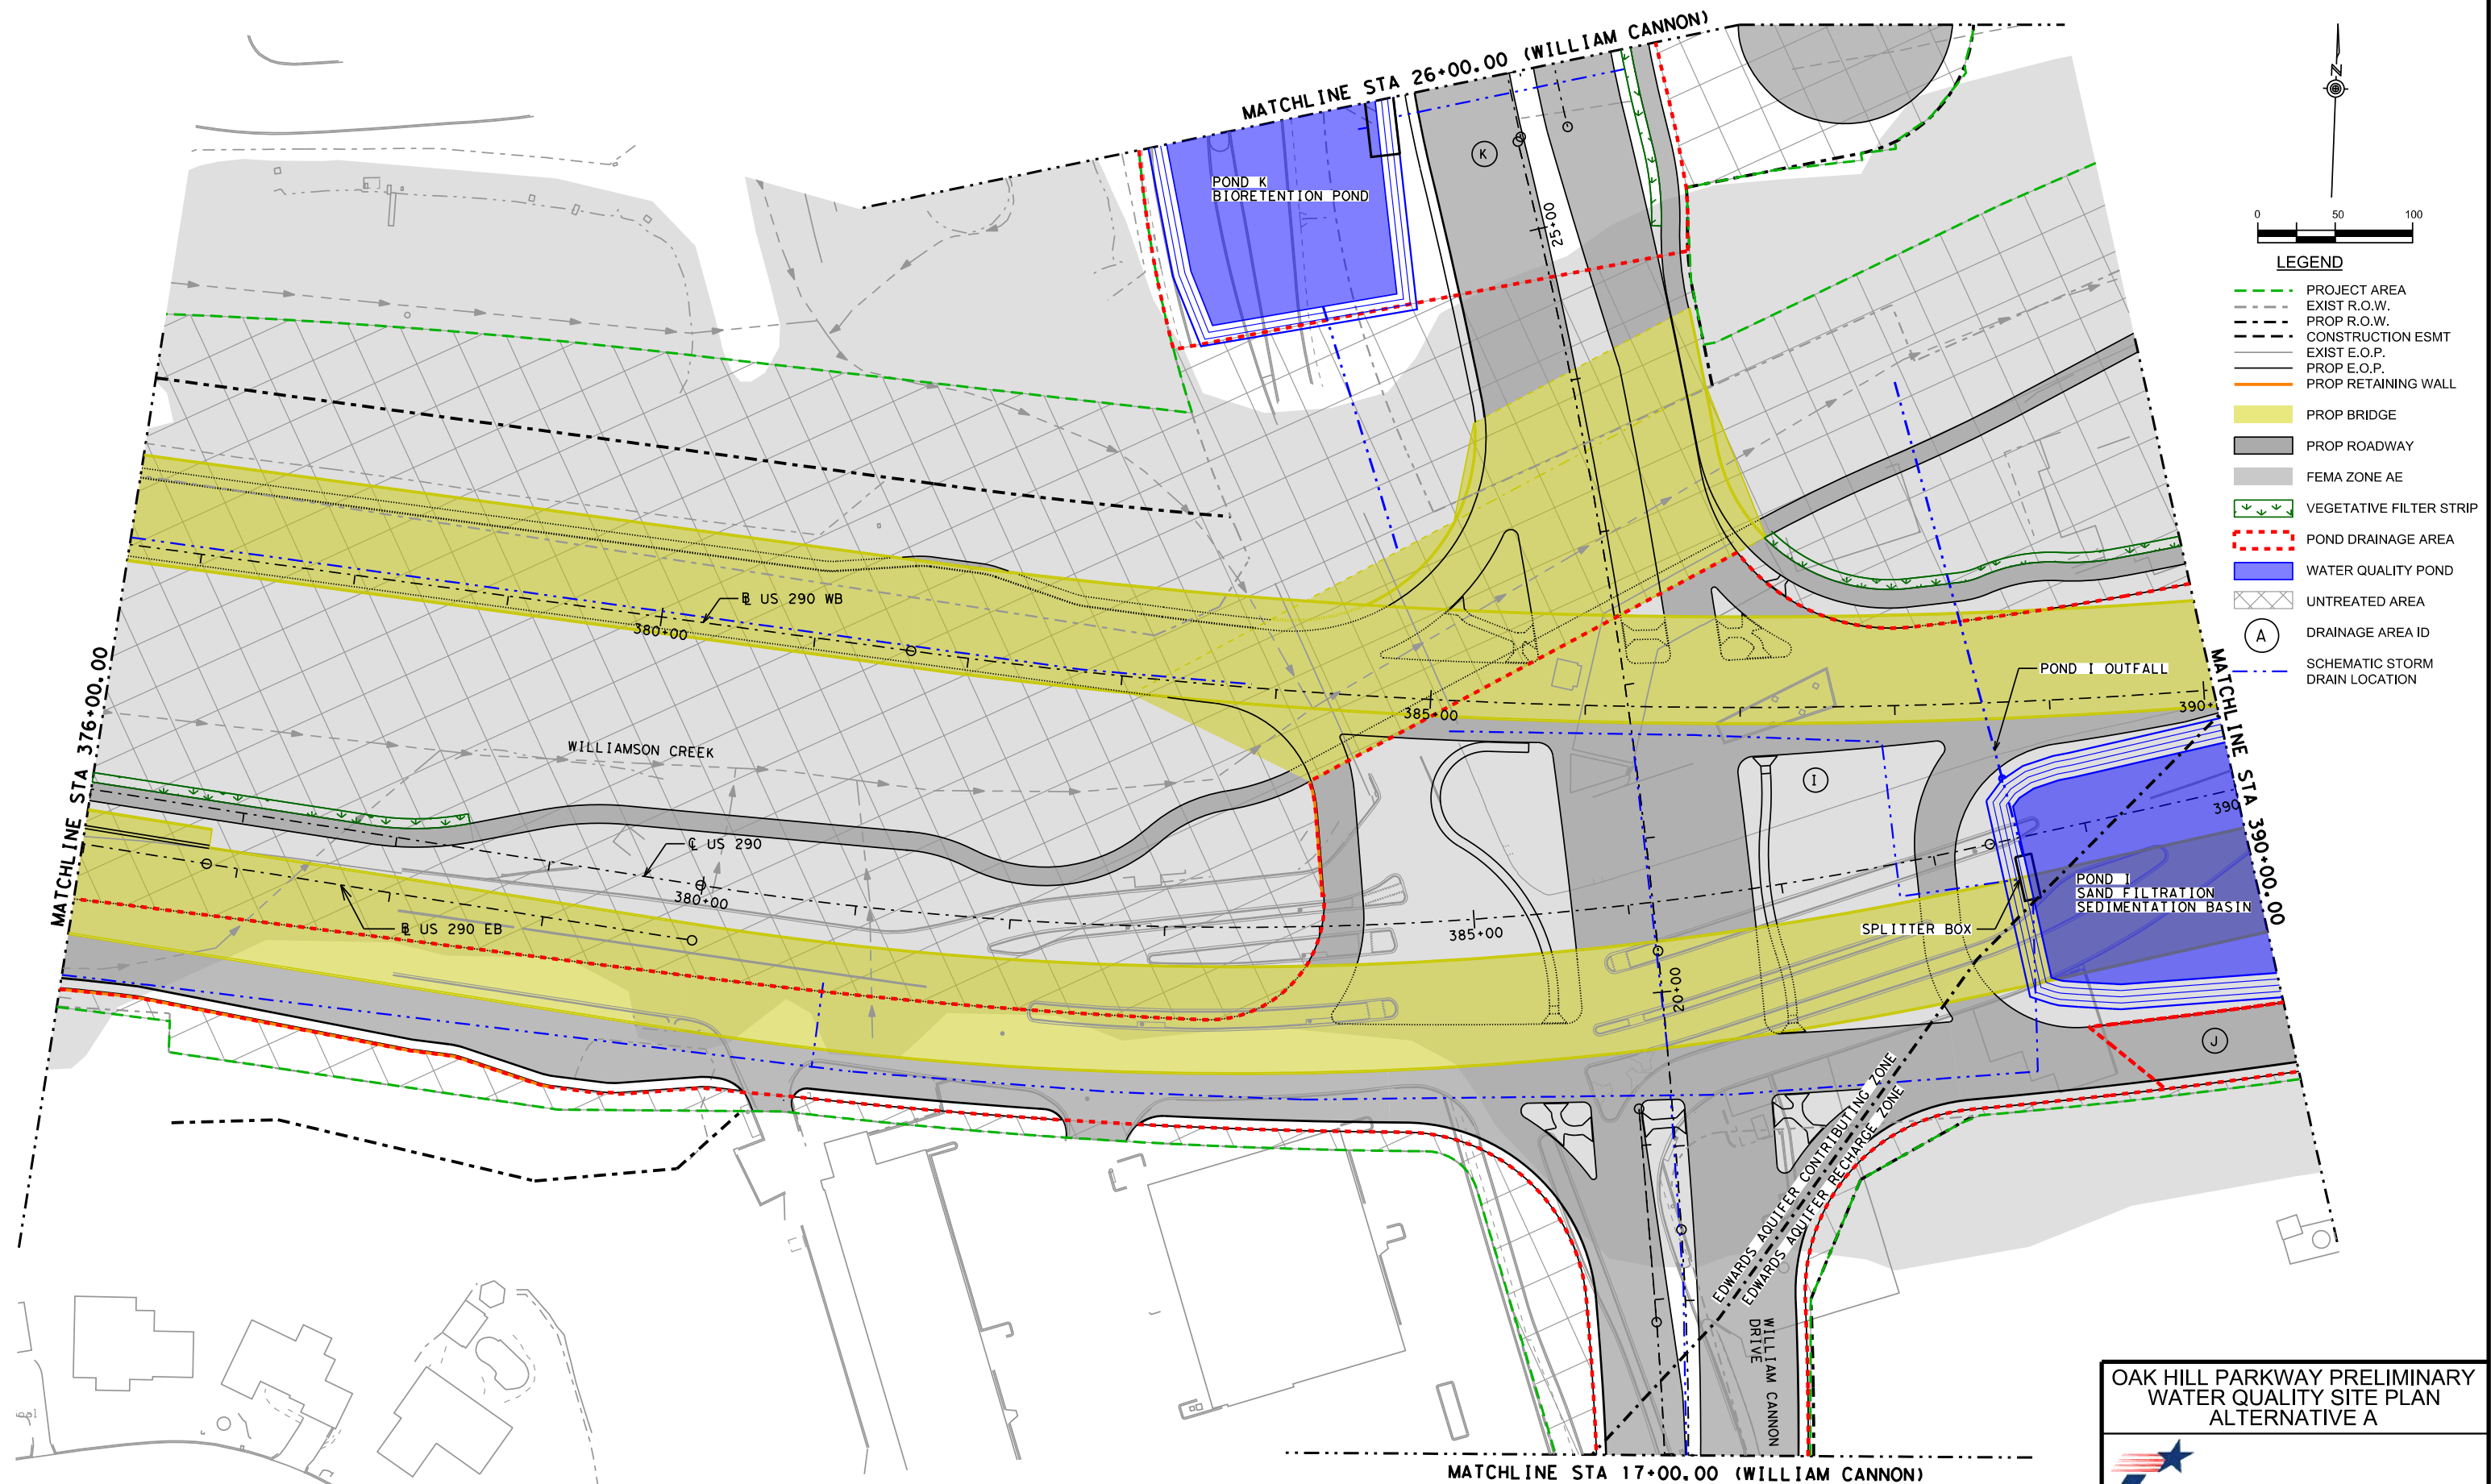 MATCHLINE STA 26+00.00 (WILLIAM CANNON)
N
0 50 100
LEGEND
PROJECT AREA
EXIST R.O.W.
PROP R.O.W.
CONSTRUCTION ESMT
EXIST E.O.P.
PROP E.O.P.
PROP RETAINING WALL
PROP BRIDGE
PROP ROADWAY
FEMA ZONE AE
VEGETATIVE FILTER STRIP
POND DRAINAGE AREA
WATER QUALITY POND
UNTREATED AREA
A
DRAINAGE AREA ID
SCHEMATIC STORM
DRAIN LOCATION
K
POND K
BIORETENTION POND
25+00
B US 290 WB
380+00
POND I OUTFALL
385+00
390+
MATCHLINE STA 376+00.00
WILLIAMSON CREEK
I
390
MATCHLINE STA 390+00.00
C US 290
380+00
POND I
SAND FILTRATION
SEDIMENTATION BASIN
B US 290 EB
385+00
SPLITTER BOX
20+00
J
EDWARDS AQUIFER CONTRIBUTING ZONE
EDWARDS AQUIFER RECHARGE ZONE
WILLIAM CANNON
DRIVE
MATCHLINE STA 17+00.00 (WILLIAM CANNON)
OAK HILL PARKWAY PRELIMINARY
WATER QUALITY SITE PLAN
ALTERNATIVE A